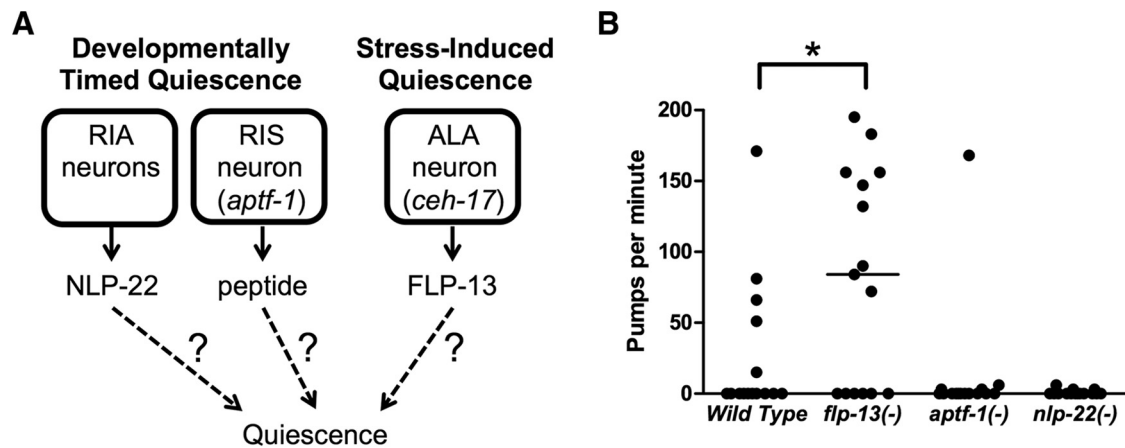 A
Developmentally
Timed Quiescence
Stress-Induced
Quiescence
RIA
neurons
RIS
neuron
(aptf-1)
ALA
neuron
(ceh-17)
NLP-22
peptide
FLP-13
?
?
?
Quiescence
B
*
Pumps per minute
200
150
100
50
0
Wild Type
flp-13(-)
aptf-1(-)
nlp-22(-)